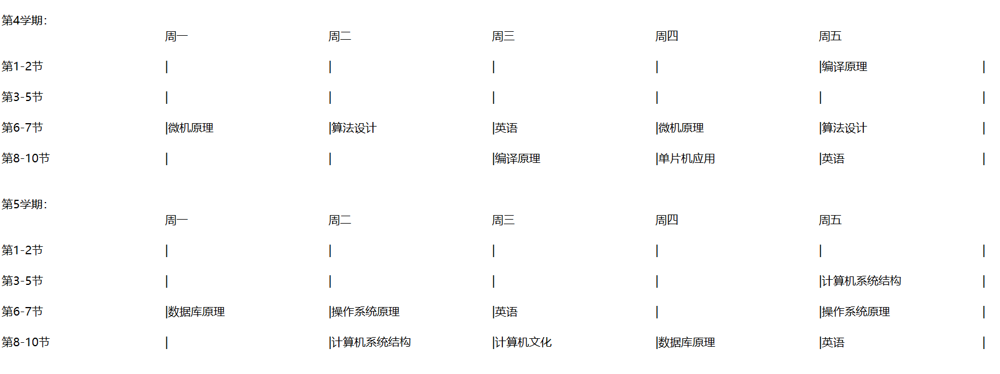 第4学期：
周一 周二 周三 周四 周五
第1-2节 | | | | |编译原理 |
第3-5节 | | | | | |
第6-7节 |微机原理 |算法设计 |英语 |微机原理 |算法设计 |
第8-10节 | | |编译原理 |单片机应用 |英语 |
第5学期：
周一 周二 周三 周四 周五
第1-2节 | | | | | |
第3-5节 | | | | |计算机系统结构 |
第6-7节 |数据库原理 |操作系统原理 |英语 | |操作系统原理 |
第8-10节 | |计算机系统结构 |计算机文化 |数据库原理 |英语 |